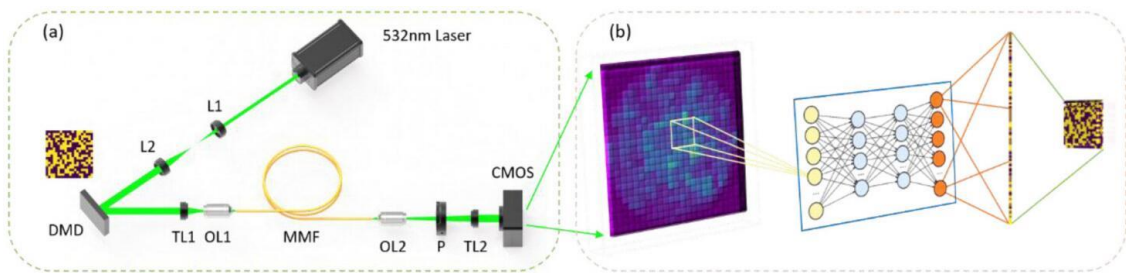 (a)
532nm Laser
L1
L2
CMOS
DMD
TL1
OL1
MMF
OL2
P
TL2
(b)